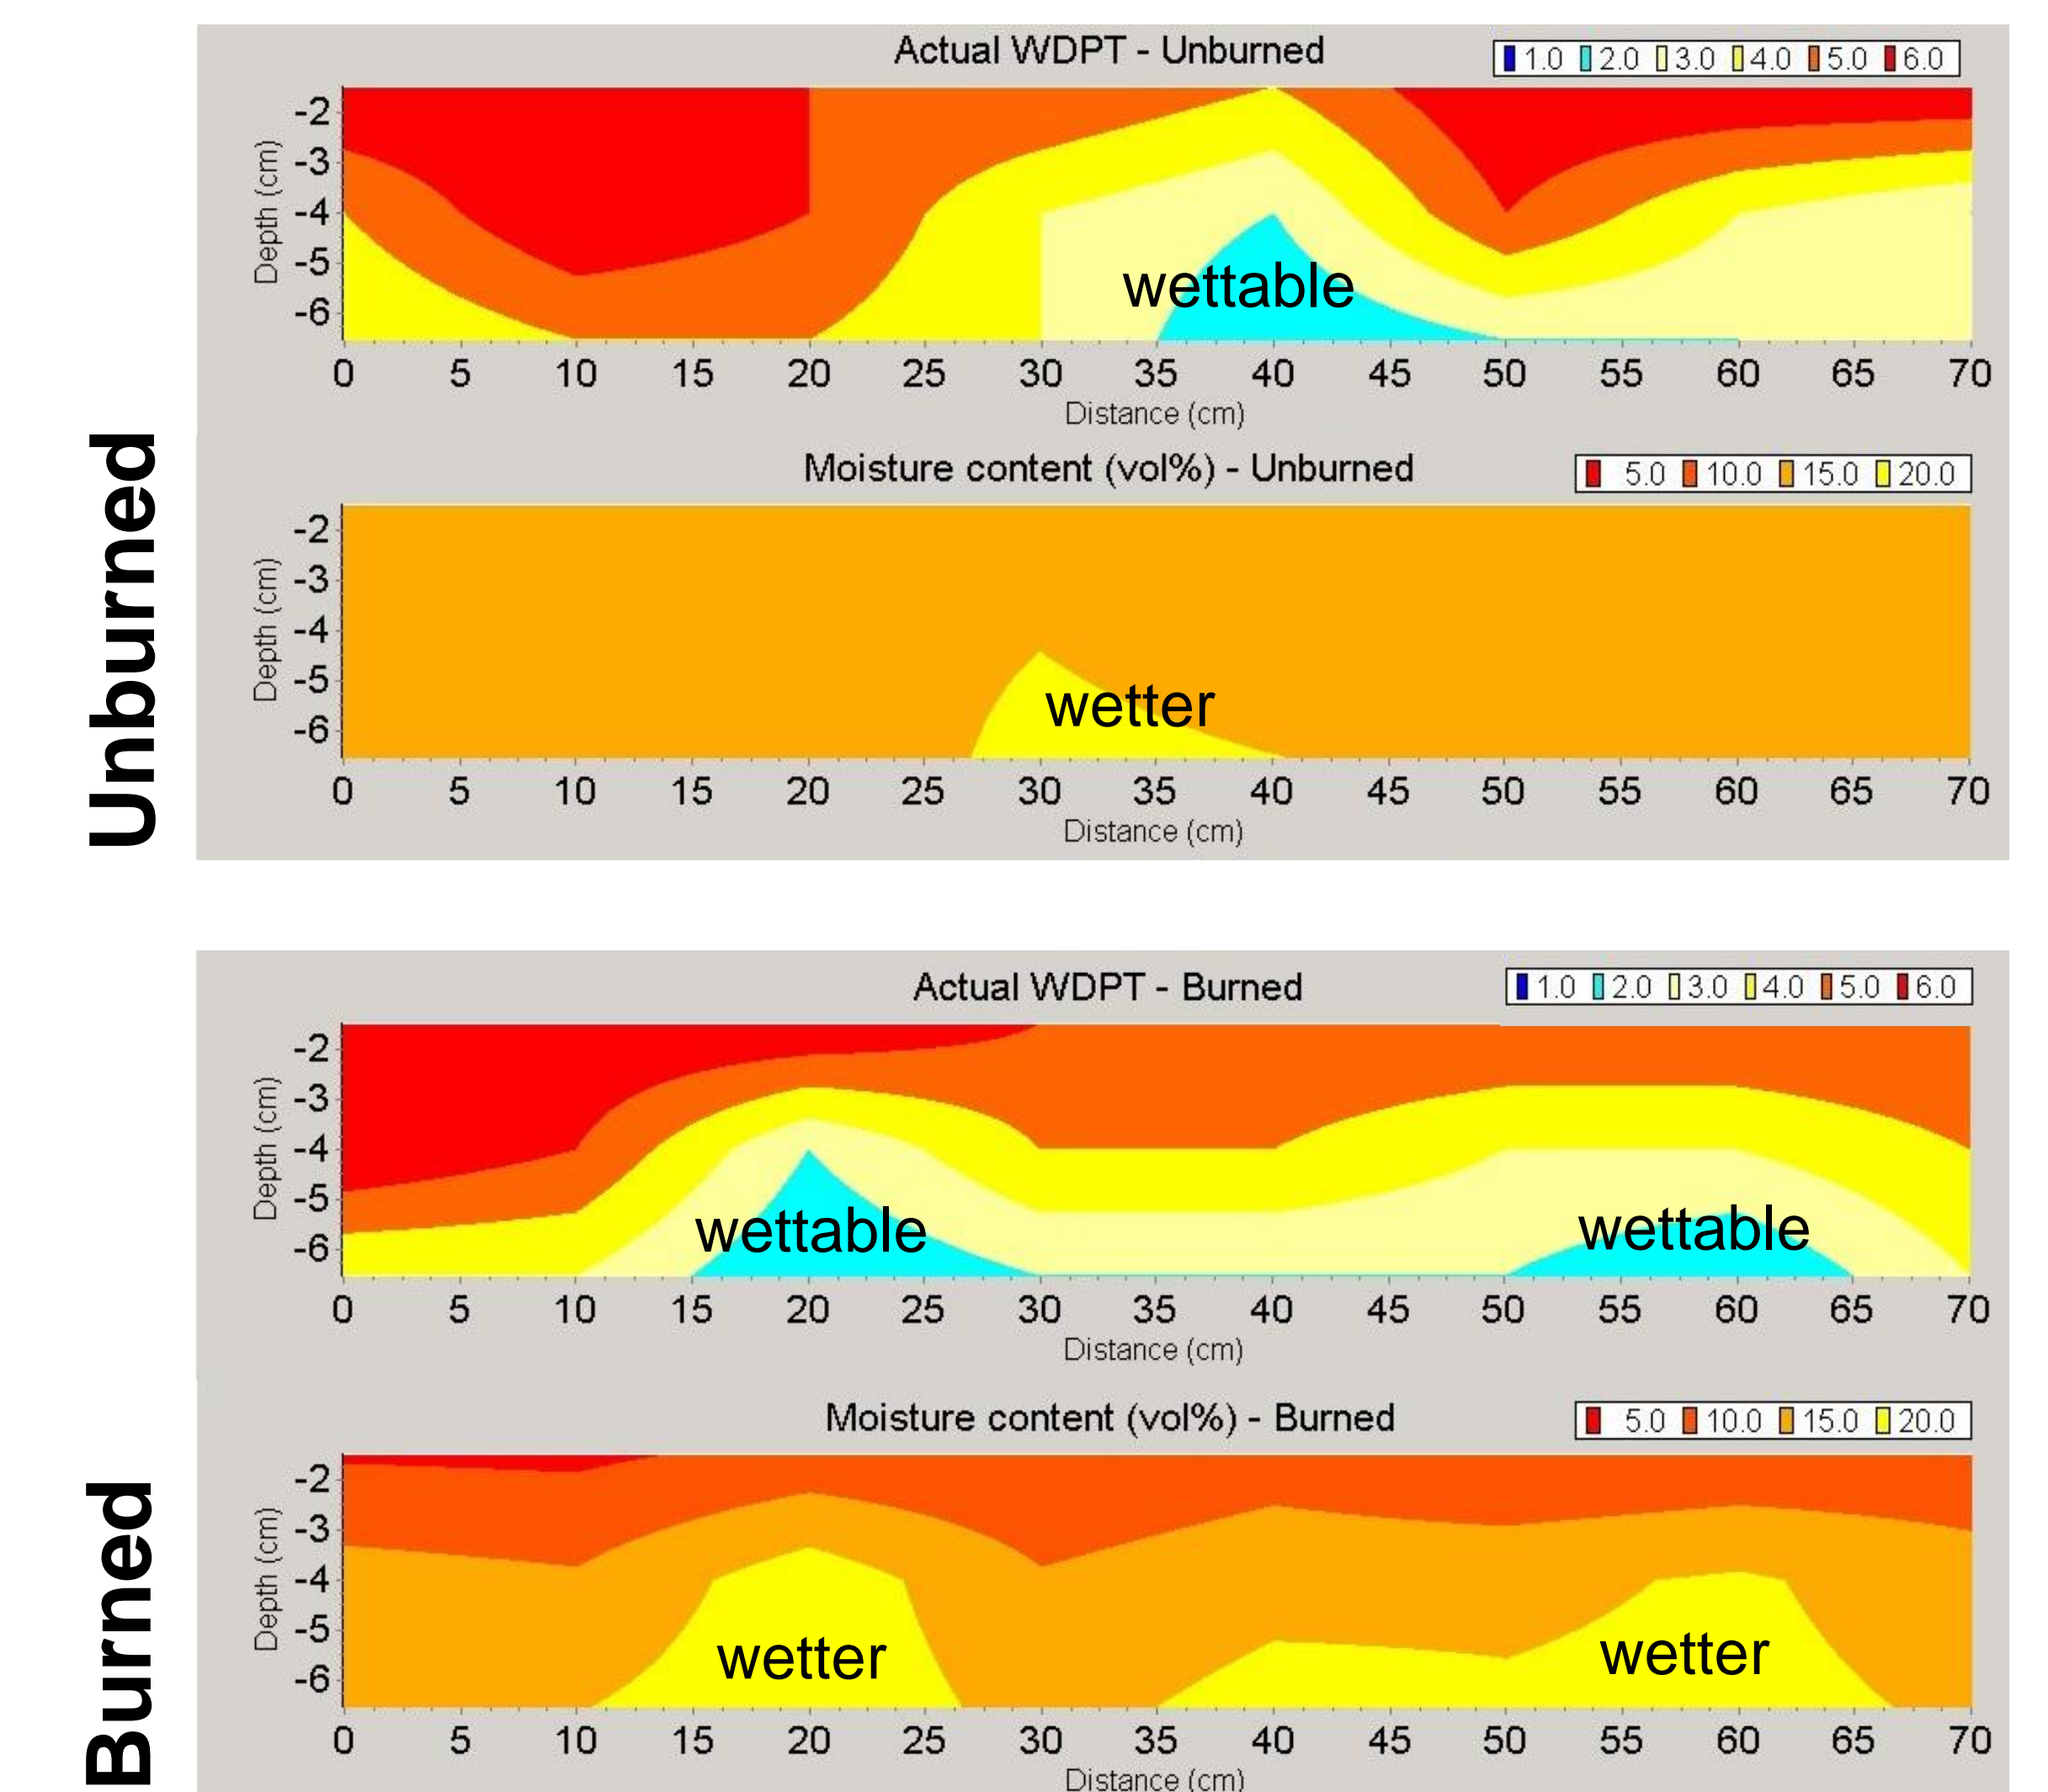 Unburned
Actual WDPT - Unburned
1.0 2.0 3.0 4.0 5.0 6.0
Depth (cm)
-2
-3
-4
-5
-6
wettable
0 5 10 15 20 25 30 35 40 45 50 55 60 65 70
Distance (cm)
Moisture content (vol%) - Unburned
5.0 10.0 15.0 20.0
Depth (cm)
-2
-3
-4
-5
-6
wetter
0 5 10 15 20 25 30 35 40 45 50 55 60 65 70
Distance (cm)
Burned
Actual WDPT - Burned
1.0 2.0 3.0 4.0 5.0 6.0
Depth (cm)
-2
-3
-4
-5
-6
wettable wettable
0 5 10 15 20 25 30 35 40 45 50 55 60 65 70
Distance (cm)
Moisture content (vol%) - Burned
5.0 10.0 15.0 20.0
Depth (cm)
-2
-3
-4
-5
-6
wetter wetter
0 5 10 15 20 25 30 35 40 45 50 55 60 65 70
Distance (cm)